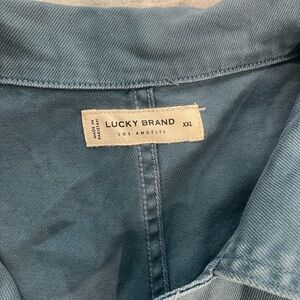 MADE IN
PAKISTAN
LUCKY BRAND
LOS ANGELES
XXL